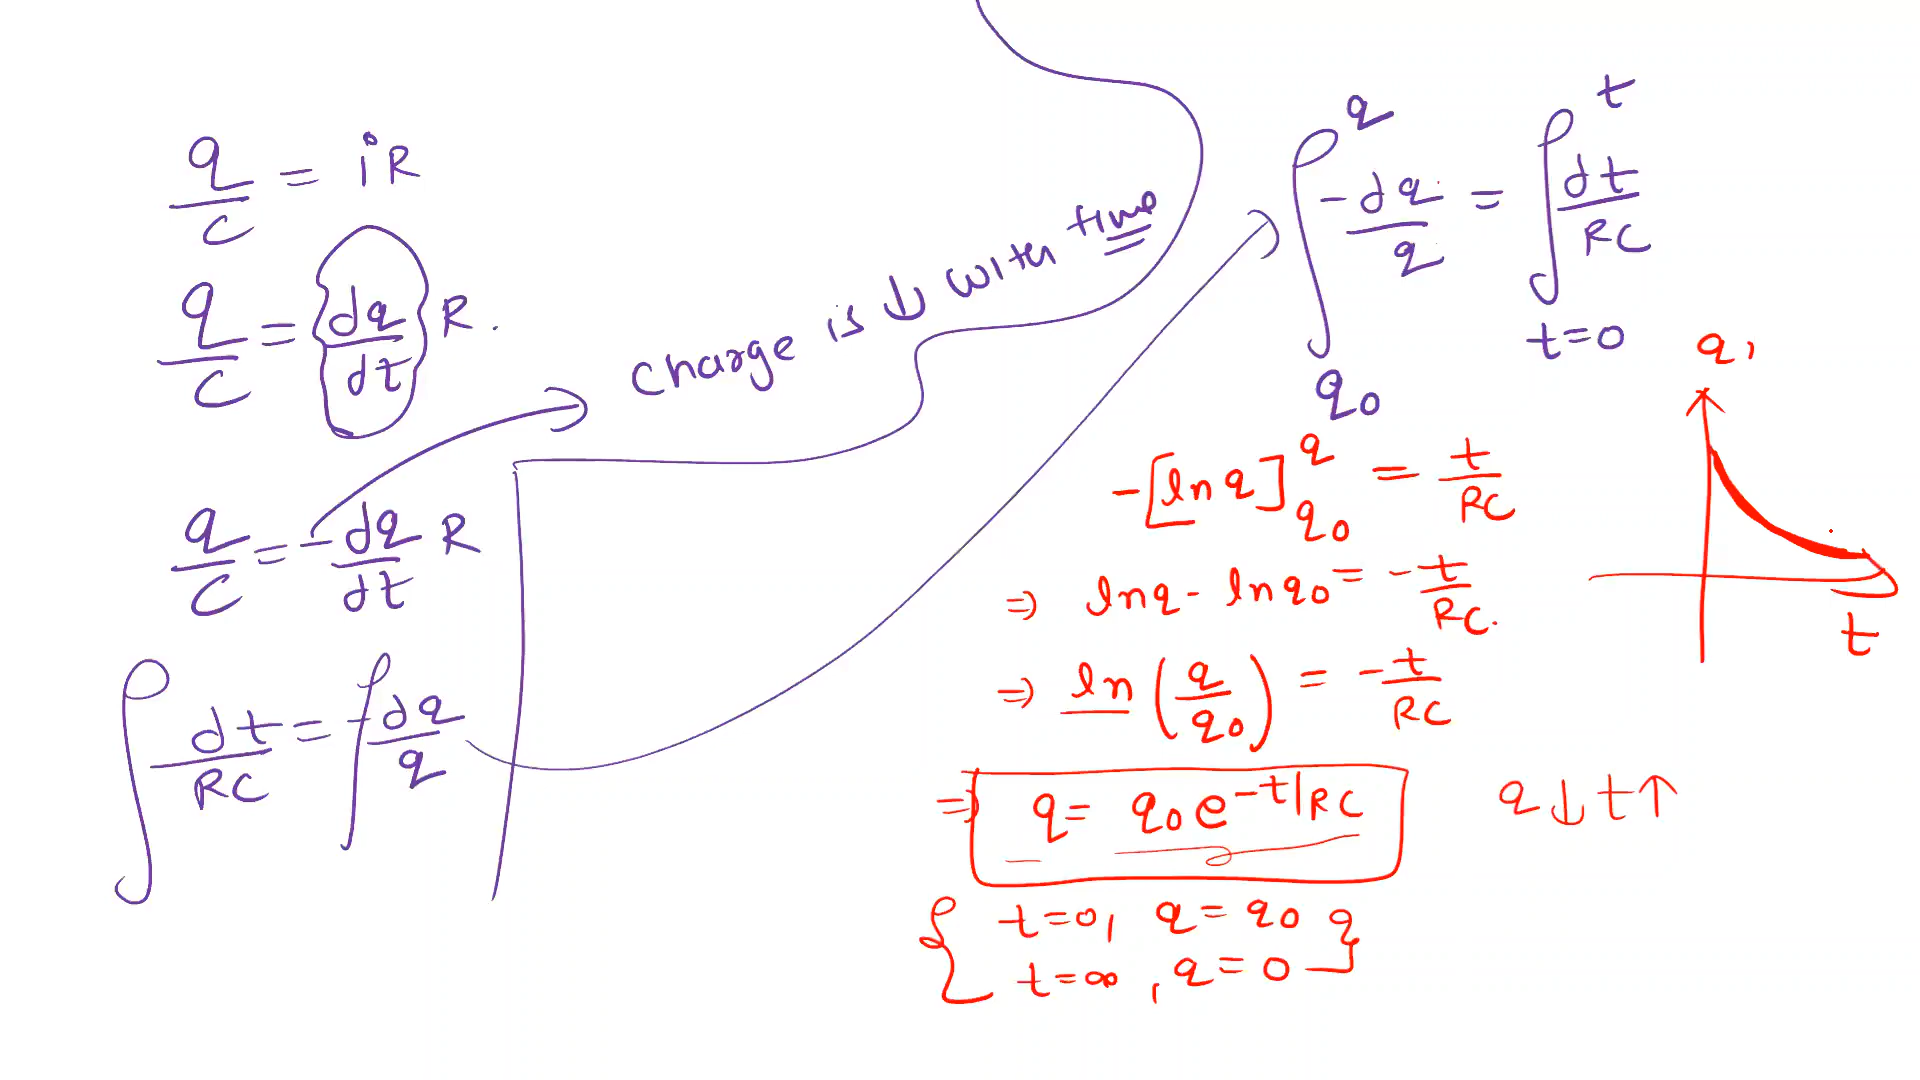 q/C = iR
q/C = dq/dt R.
Charge is ↓ with time
q/C = - dq/dt R
∫ dt/RC = ∫ -dq/q
∫_{q0}^{q} -dq/q = ∫_{t=0}^{t} dt/RC
-[ln q]_{q0}^{q} = t/RC
⇒ ln q - ln q0 = -t/RC.
⇒ ln (q/q0) = -t/RC
⇒ q = q0 e^{-t/RC}
q↓ t↑
{ t=0, q = q0
t=∞, q = 0 }
q,
t